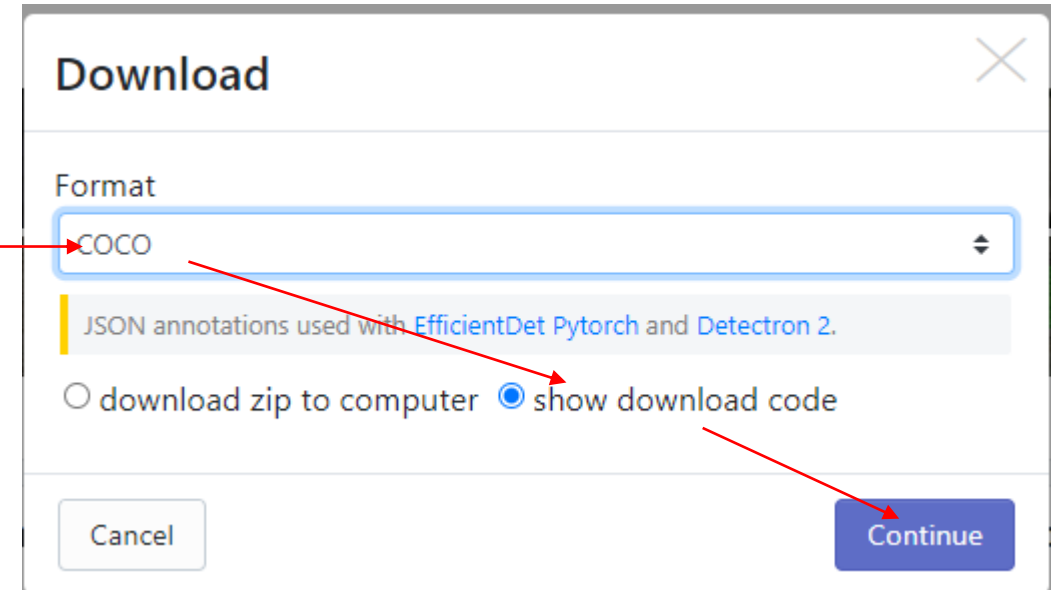 Download
Format
COCO
JSON annotations used with EfficientDet Pytorch and Detectron 2.
download zip to computer show download code
Cancel Continue